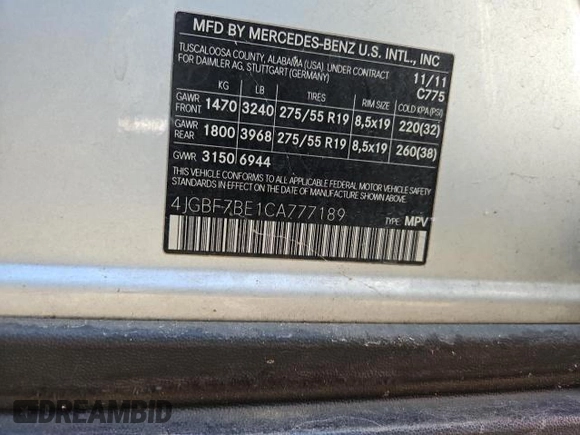 MFD BY MERCEDES-BENZ U.S. INTL., INC
TUSCALOOSA COUNTY, ALABAMA (USA). UNDER CONTRACT 11/11
FOR DAIMLER AG, STUTTGART (GERMANY) C775
KG LB TIRES RIM SIZE COLD KPA(PSI)
GAWR FRONT 1470 3240 275/55 R19 8,5x19 220(32)
GAWR REAR 1800 3968 275/55 R19 8,5x19 260(38)
GWR 3150 6944
THIS VEHICLE CONFORMS TO ALL APPLICABLE FEDERAL MOTOR VEHICLE SAFETY
STANDARDS IN EFFECT ON THE DATE OF MANUFACTURE SHOWN ABOVE.
4JGBF7BE1CA777189 TYPE: MPV
DREAMBID